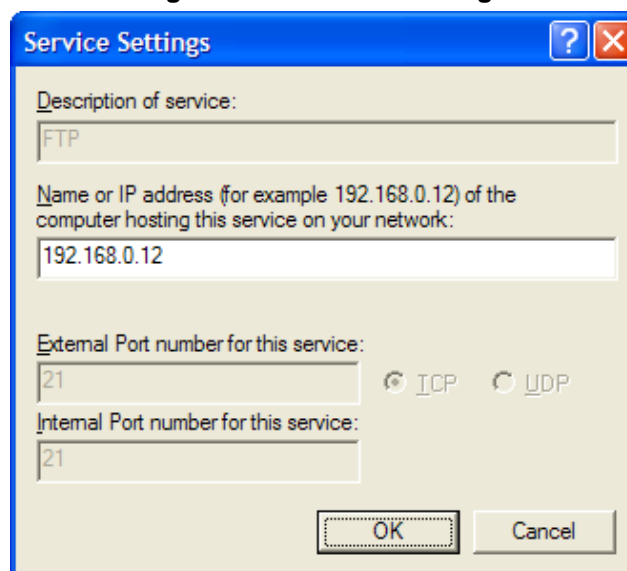 Service Settings
Description of service:
FTP
Name or IP address (for example 192.168.0.12) of the
computer hosting this service on your network:
192.168.0.12
External Port number for this service:
21 TCP UDP
Internal Port number for this service:
21
OK Cancel